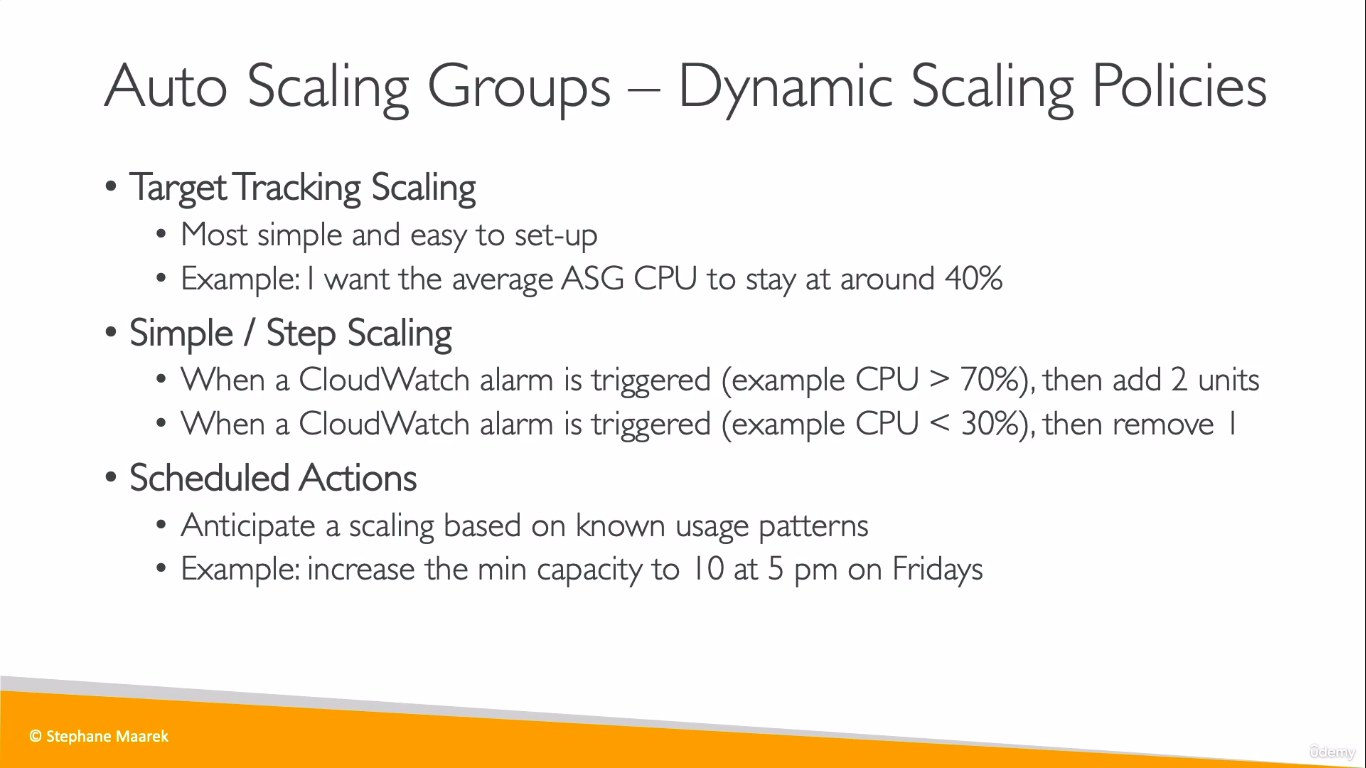 Auto Scaling Groups – Dynamic Scaling Policies
• Target Tracking Scaling
• Most simple and easy to set-up
• Example: I want the average ASG CPU to stay at around 40%
• Simple / Step Scaling
• When a CloudWatch alarm is triggered (example CPU > 70%), then add 2 units
• When a CloudWatch alarm is triggered (example CPU < 30%), then remove 1
• Scheduled Actions
• Anticipate a scaling based on known usage patterns
• Example: increase the min capacity to 10 at 5 pm on Fridays
© Stephane Maarek
ûdemy